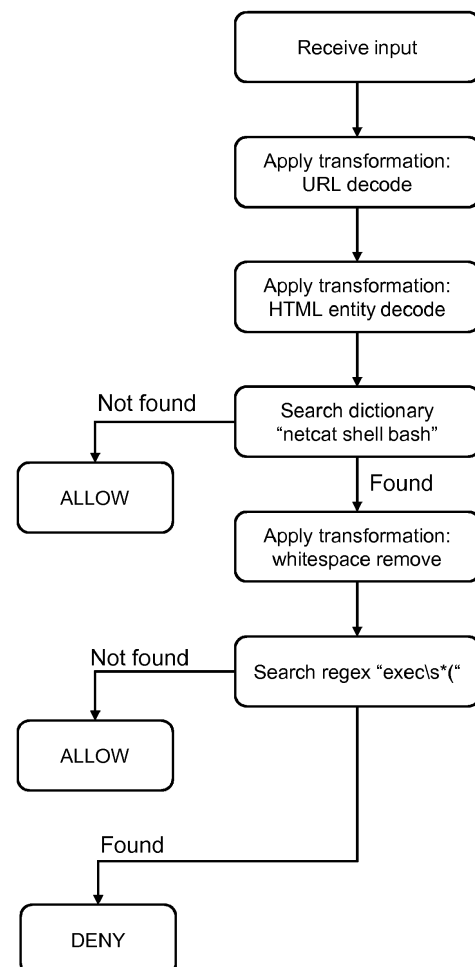 Receive input
Apply transformation:
URL decode
Apply transformation:
HTML entity decode
Not found
Search dictionary
“netcat shell bash”
ALLOW
Found
Apply transformation:
whitespace remove
Not found
Search regex “exec\s*(“
ALLOW
Found
DENY